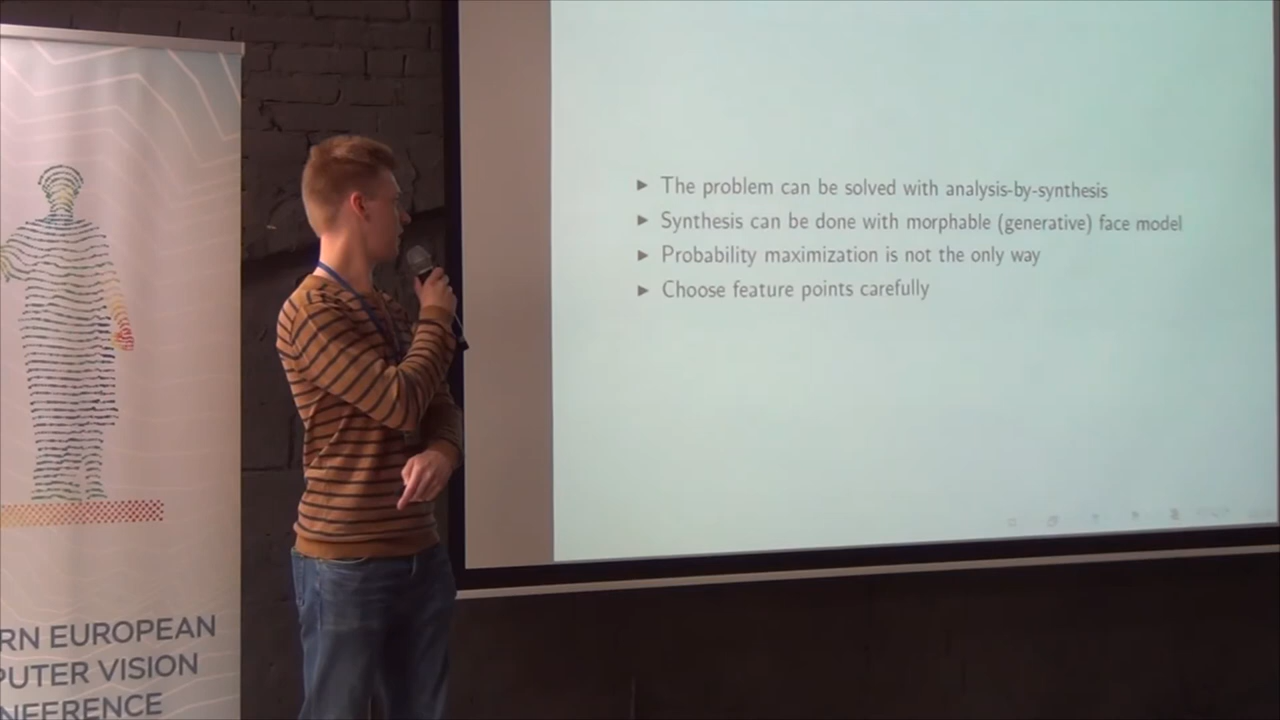 The problem can be solved with analysis-by-synthesis
Synthesis can be done with morphable (generative) face model
Probability maximization is not the only way
Choose feature points carefully
RN EUROPEAN
PUTER VISION
NFERENCE